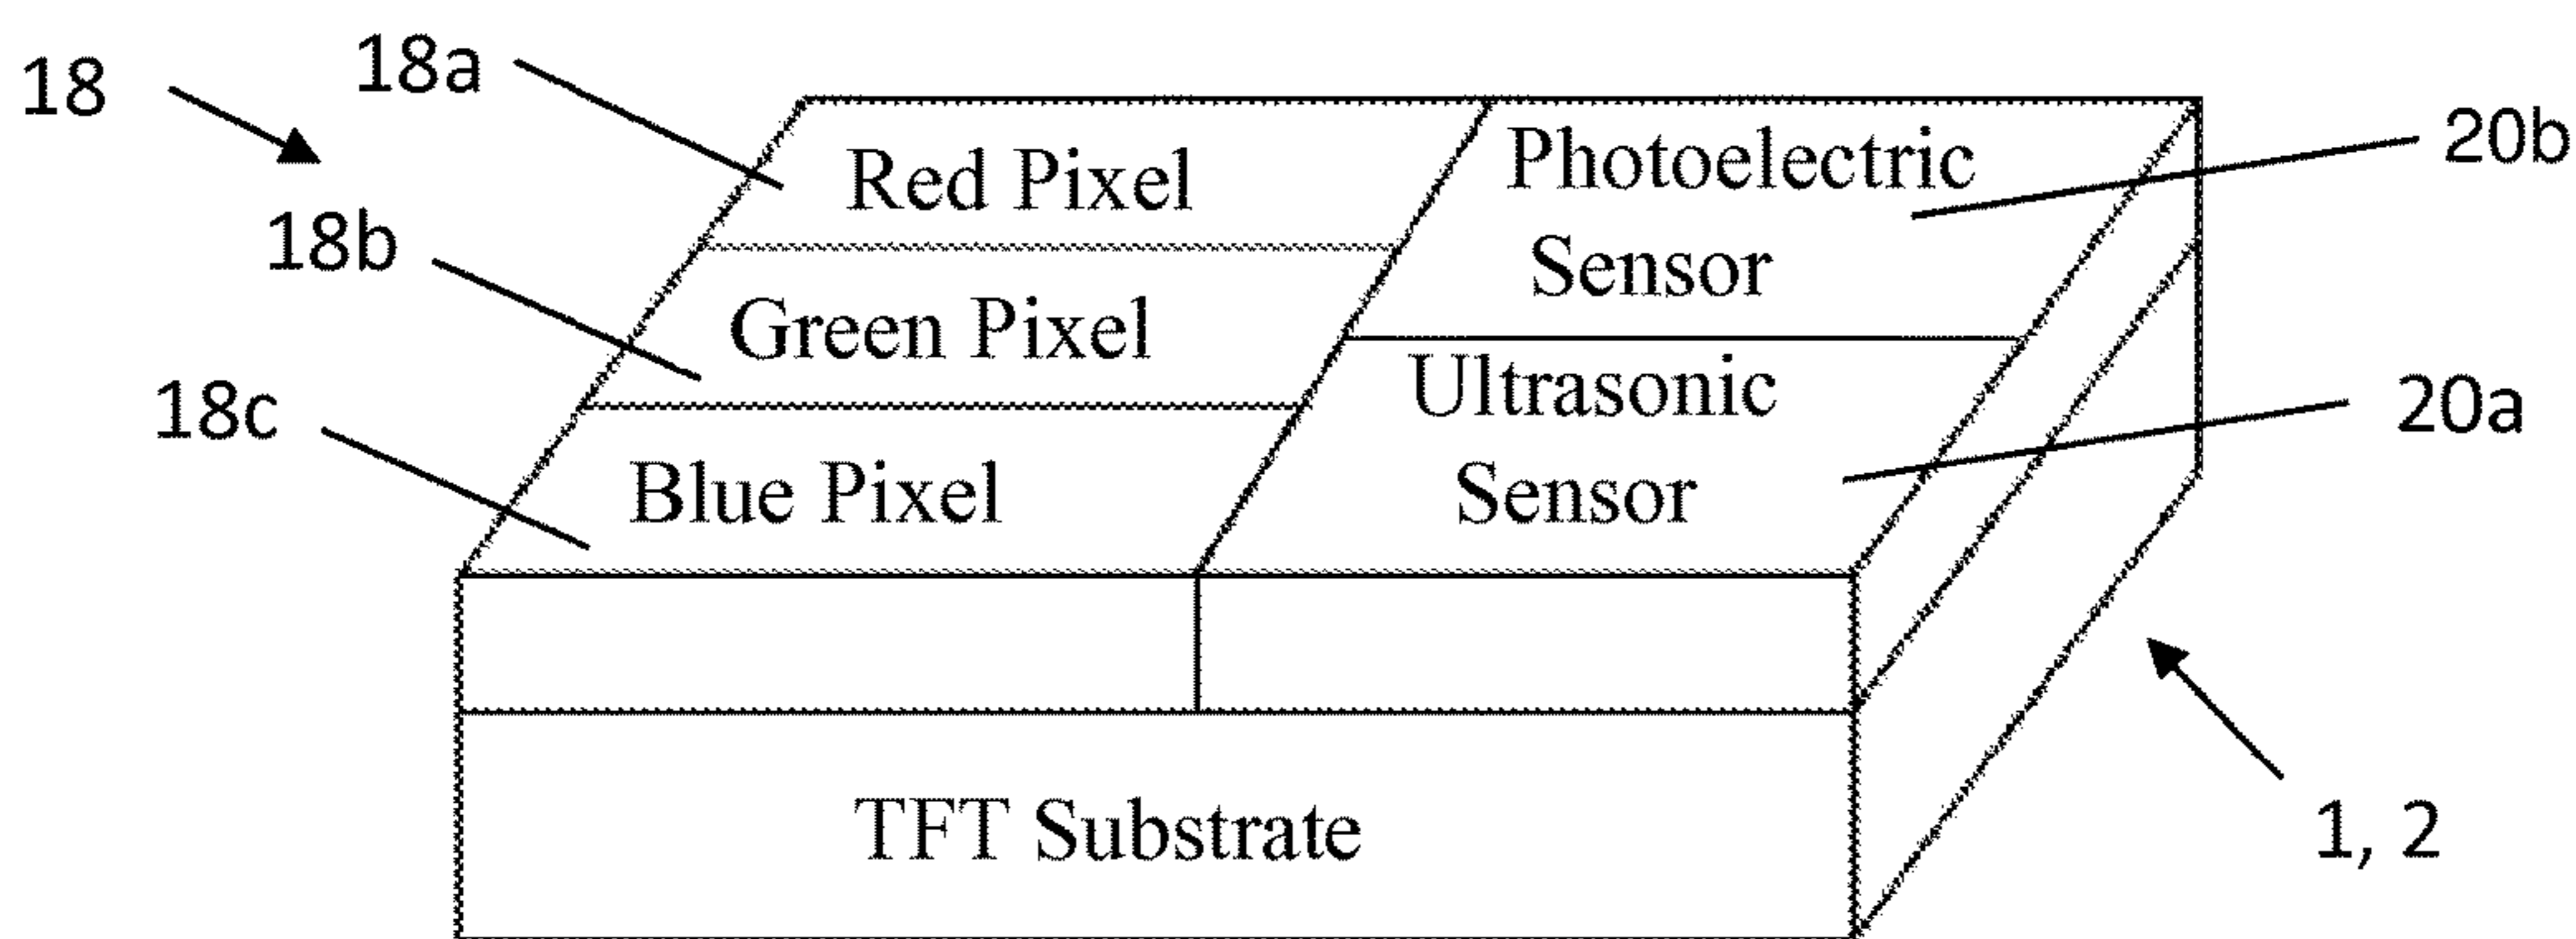 18
18a
Red Pixel
Photoelectric
Sensor
20b
18b
Green Pixel
Ultrasonic
Sensor
20a
18c
Blue Pixel
TFT Substrate
1, 2